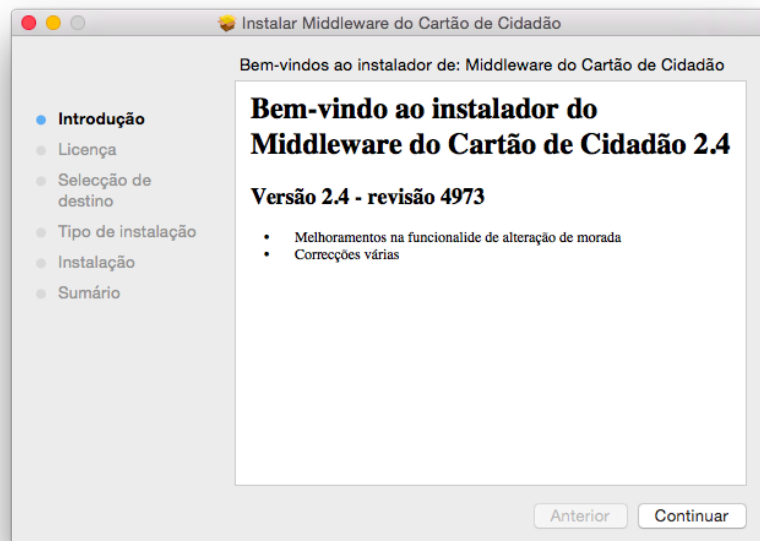 Instalar Middleware do Cartão de Cidadão
Bem-vindos ao instalador de: Middleware do Cartão de Cidadão
Introdução
Licença
Selecção de
destino
Tipo de instalação
Instalação
Sumário
Bem-vindo ao instalador do
Middleware do Cartão de Cidadão 2.4
Versão 2.4 - revisão 4973
• Melhoramentos na funcionalide de alteração de morada
• Correcções várias
Anterior
Continuar